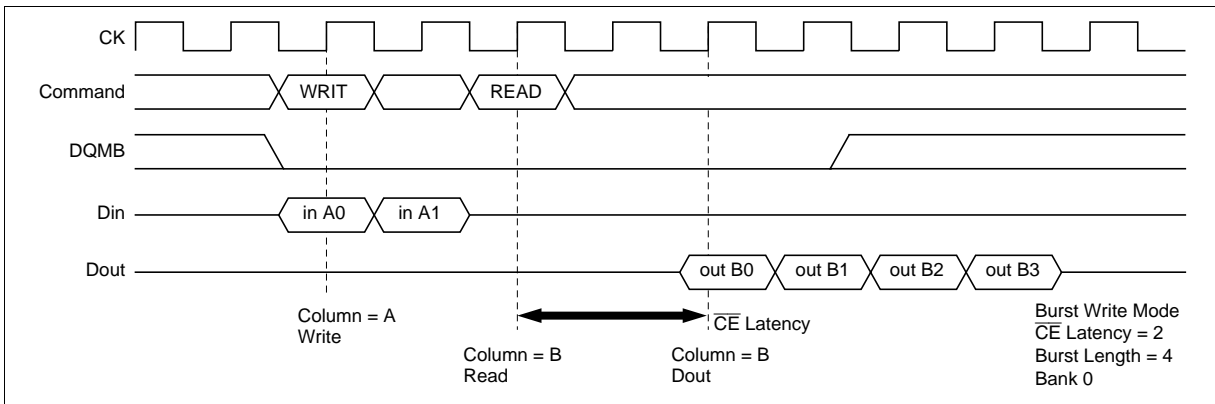 CK
Command
WRIT
READ
DQMB
Din
in A0
in A1
Dout
out B0
out B1
out B2
out B3
Column = A
Write
CE Latency
Column = B
Read
Column = B
Dout
Burst Write Mode
CE Latency = 2
Burst Length = 4
Bank 0